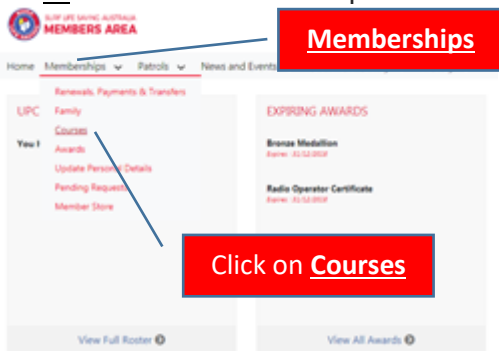 SURF LIFE SAVING AUSTRALIA
MEMBERS AREA
Memberships
Home Memberships Patrols News and Events
Renewals, Payments & Transfers
UPC Family
Courses
You Awards
Update Personal Details
Pending Requests
Member Store
EXPIRING AWARDS
Bronze Medallion
Radio Operator Certificate
Click on Courses
View Full Roster
View All Awards